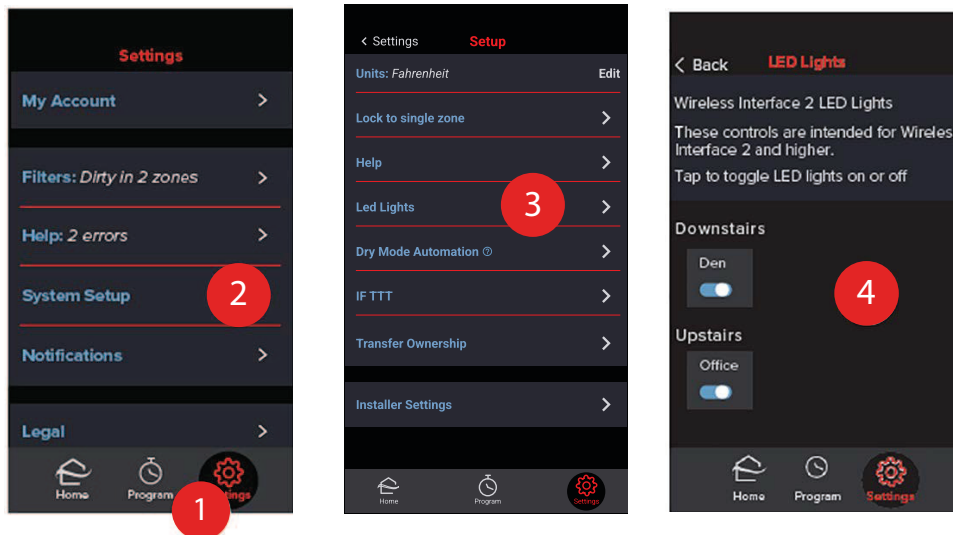 Settings
My Account
Filters: Dirty in 2 zones
Help: 2 errors
System Setup
2
Notifications
Legal
Home
Program
1
Settings
Setup
Units: Fahrenheit
Edit
Lock to single zone
Help
Led Lights
3
Dry Mode Automation
IF TTT
Transfer Ownership
Installer Settings
Home
Program
Settings
Back
LED Lights
Wireless Interface 2 LED Lights
These controls are intended for
Interface 2 and higher.
Tap to toggle LED lights on or off
Downstairs
Den
4
Upstairs
Office
Home
Program
Settings